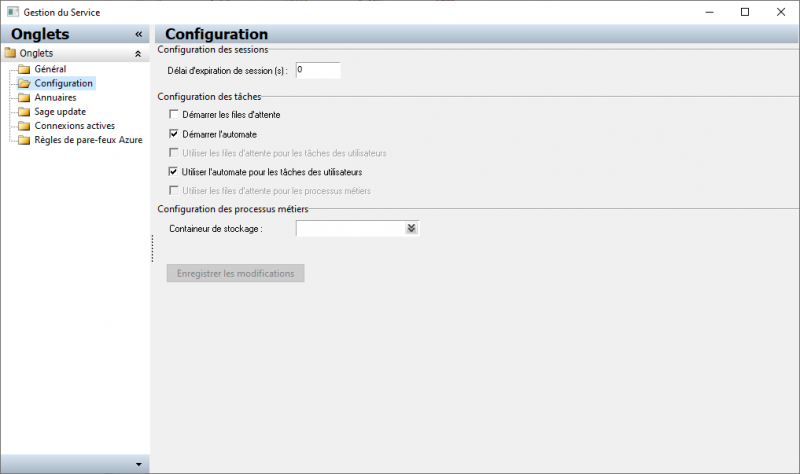 Gestion du Service
Onglets «
Onglets
Général
Configuration
Annuaires
Sage update
Connexions actives
Règles de pare-feux Azure
Configuration
Configuration des sessions
Délai d'expiration de session (s) : 0
Configuration des tâches
Démarrer les files d'attente
Démarrer l'automate
Utiliser les files d'attente pour les tâches des utilisateurs
Utiliser l'automate pour les tâches des utilisateurs
Utiliser les files d'attente pour les processus métiers
Configuration des processus métiers
Containeur de stockage :
Enregistrer les modifications